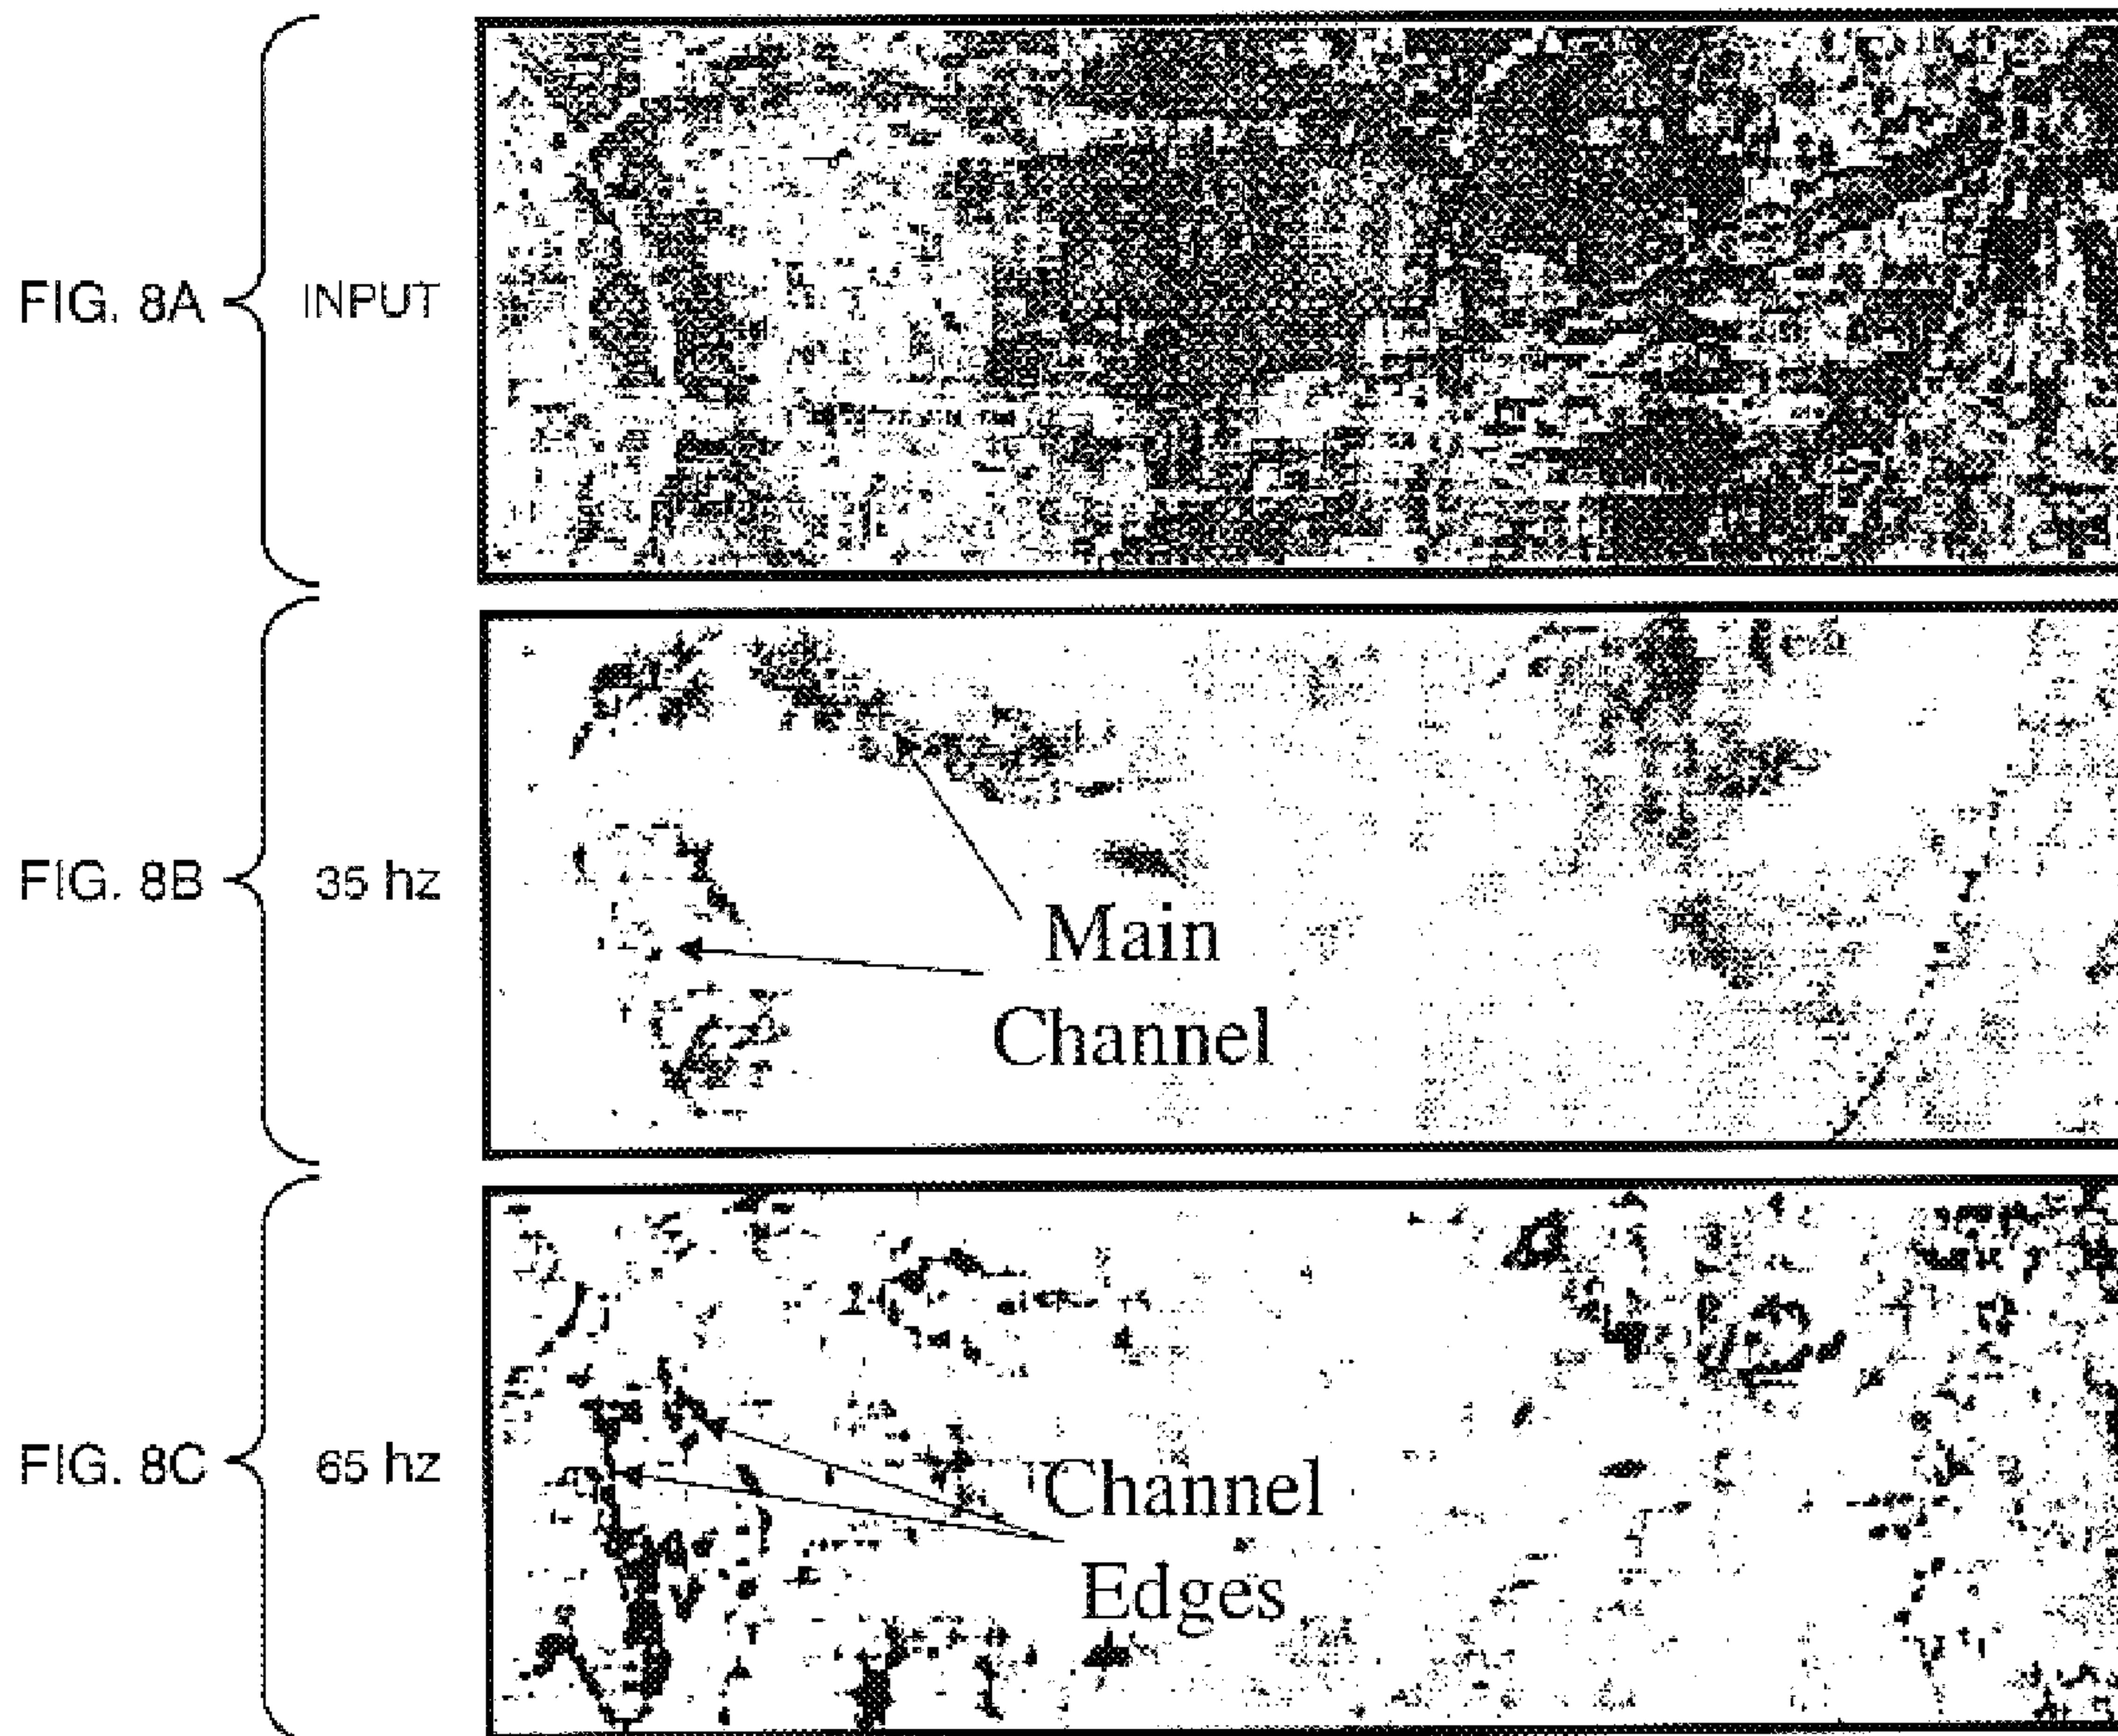 FIG. 8A
INPUT
FIG. 8B
35 hz
Main
Channel
FIG. 8C
65 hz
Channel
Edges